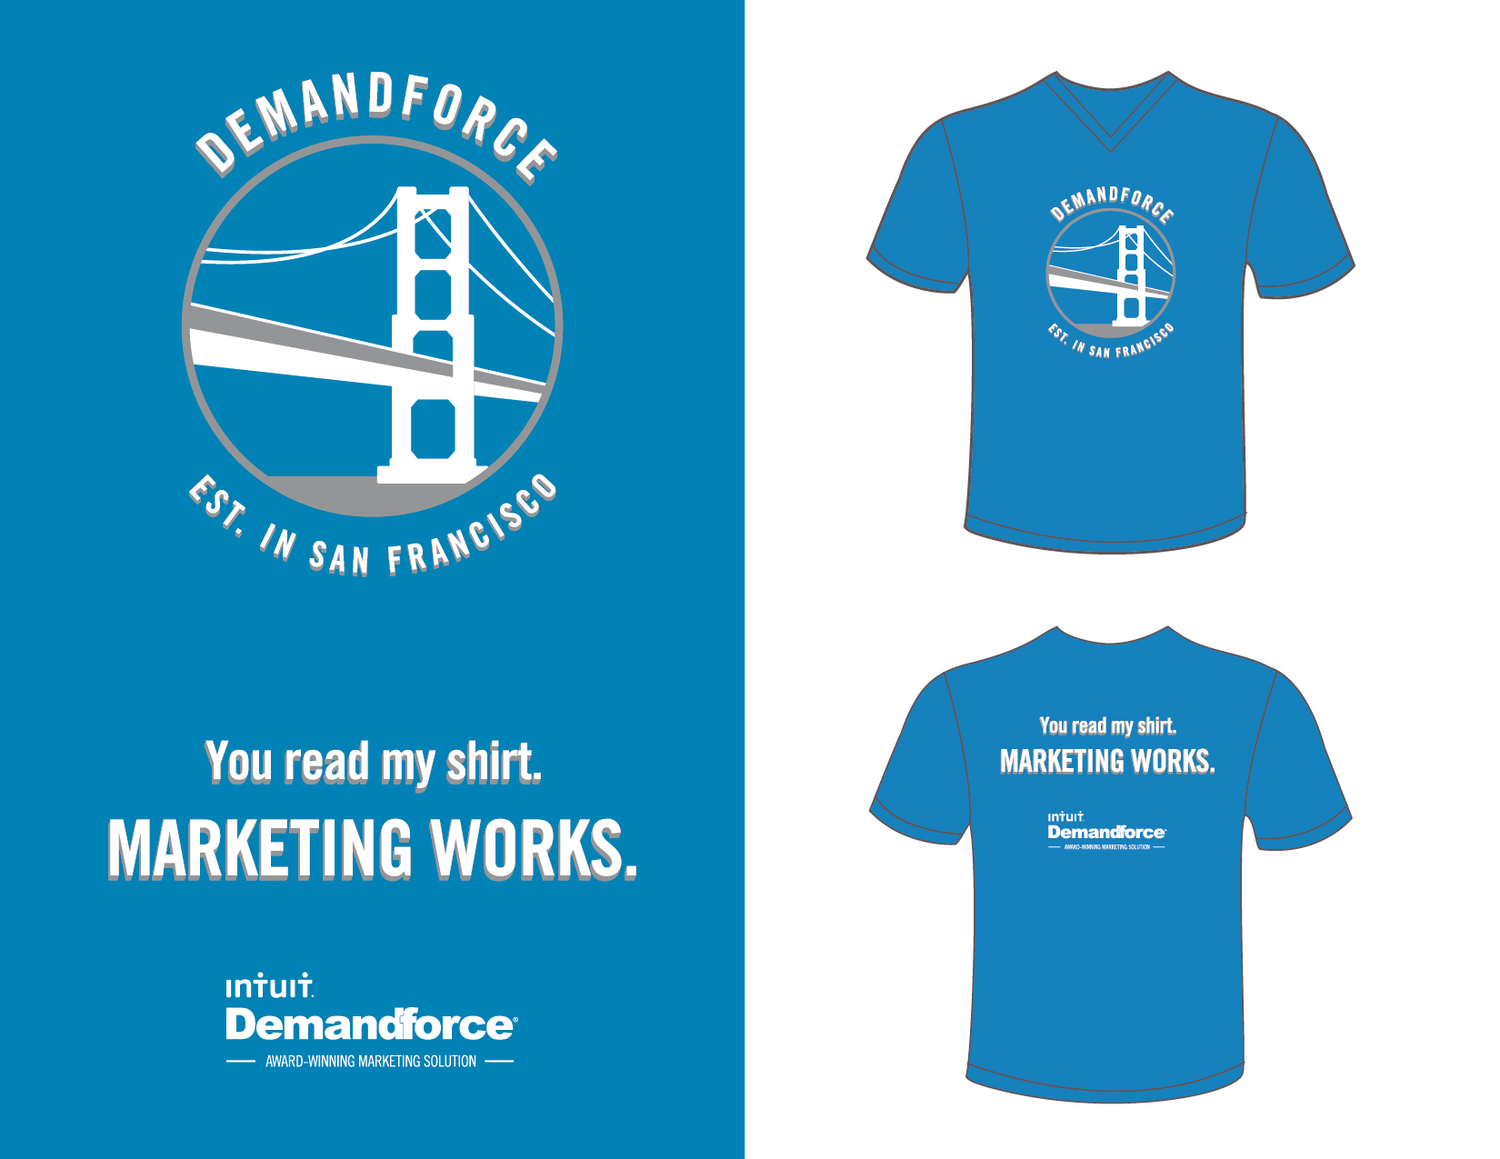 DEMANDFORCE
EST. IN SAN FRANCISCO
You read my shirt.
MARKETING WORKS.
intuit.
Demandforce®
AWARD-WINNING MARKETING SOLUTION
DEMANDFORCE
EST. IN SAN FRANCISCO
You read my shirt.
MARKETING WORKS.
intuit.
Demandforce®
AWARD-WINNING MARKETING SOLUTION